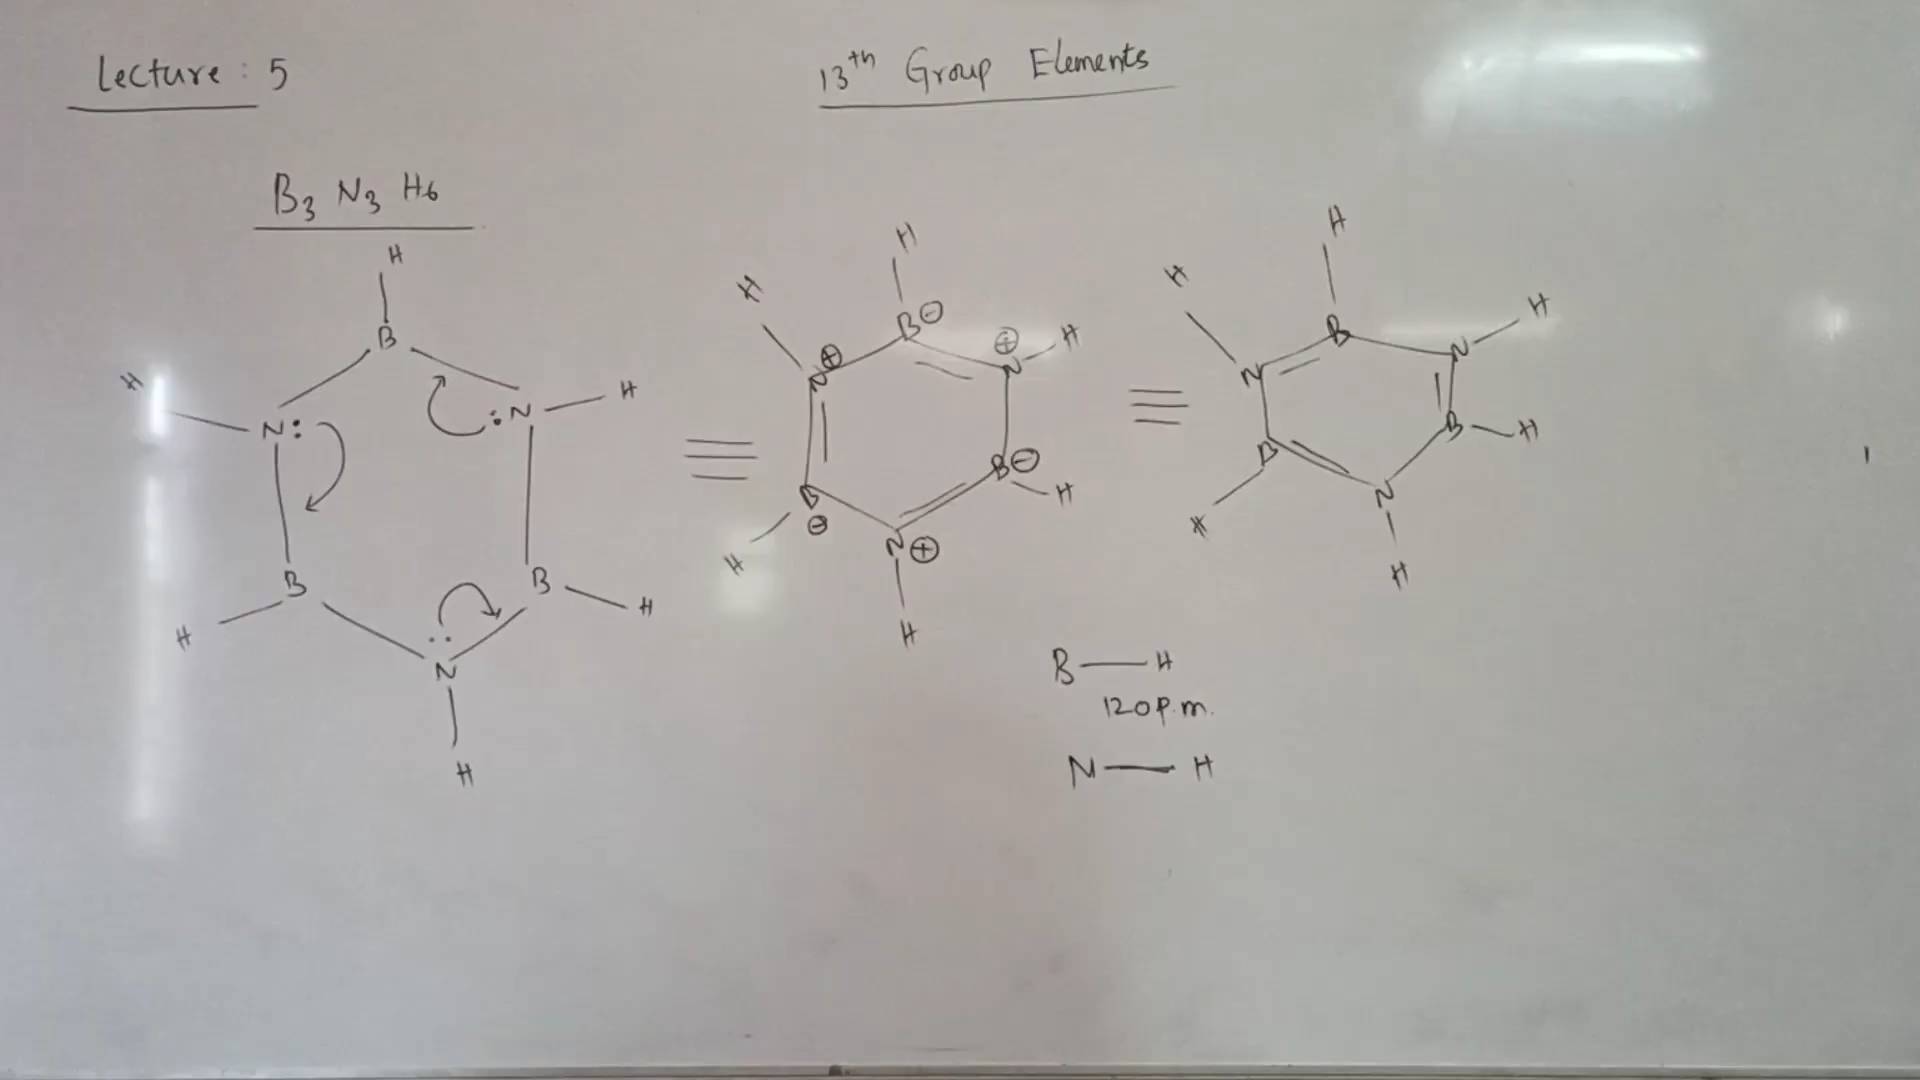 Lecture : 5
13th Group Elements
B3 N3 H6
H
B
H N: :N H
H B B H
N
H
H
H B⊖ ⊕ H
N⊕ N
B B⊖ H
H ⊖ N⊕
H
H
H B N H
N
B B H
H N
H
B — H
120 p.m.
N — H